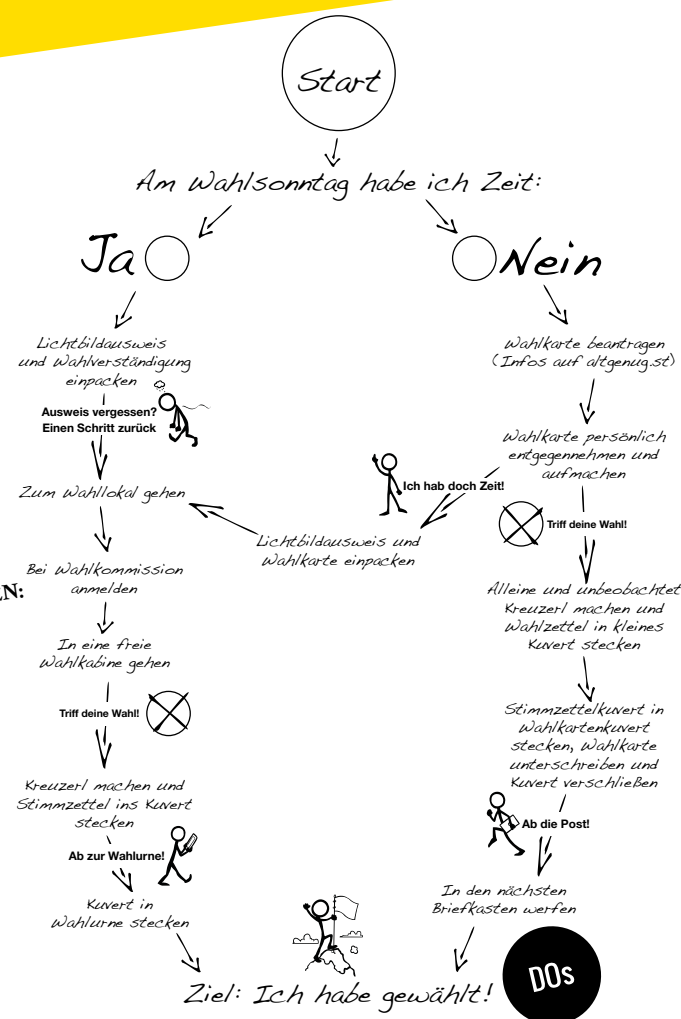 Start
Am Wahlsonntag habe ich Zeit:
Ja
Nein
Lichtbildausweis
und Wahlverständigung
einpacken
Ausweis vergessen?
Einen Schritt zurück
Zum Wahllokal gehen
Bei Wahlkommission
anmelden
In eine freie
Wahlkabine gehen
Triff deine Wahl!
Kreuzerl machen und
Stimmzettel ins Kuvert
stecken
Ab zur Wahlurne!
Kuvert in
Wahlurne stecken
Wahlkarte beantragen
(Infos auf altgenug.st)
Wahlkarte persönlich
entgegennehmen und
aufmachen
Ich hab doch Zeit!
Lichtbildausweis und
Wahlkarte einpacken
Triff deine Wahl!
Alleine und unbeobachtet
Kreuzerl machen und
Wahlzettel in kleines
Kuvert stecken
Stimmzettelkuvert in
Wahlkartenkuvert
stecken, Wahlkarte
unterschreiben und
Kuvert verschließen
Ab die Post!
In den nächsten
Briefkasten werfen
Ziel: Ich habe gewählt!
DOs